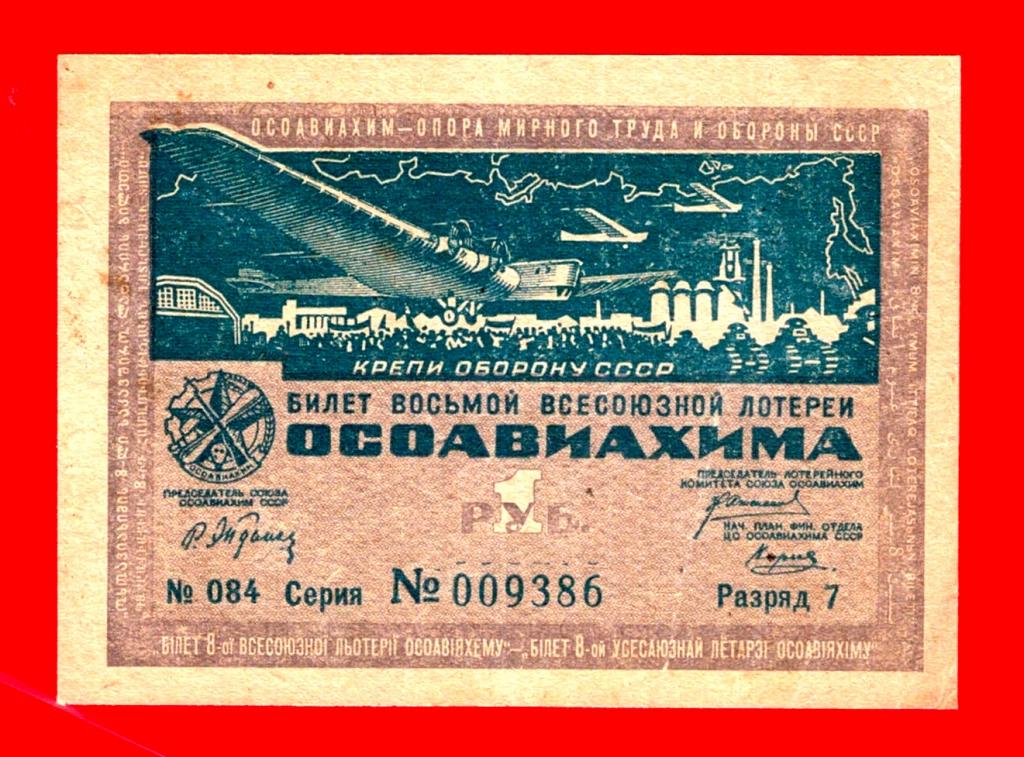 ОСОАВИАХИМ—ОПОРА МИРНОГО ТРУДА И ОБОРОНЫ СССР
КРЕПИ ОБОРОНУ СССР
БИЛЕТ ВОСЬМОЙ ВСЕСОЮЗНОЙ ЛОТЕРЕИ
ОСОАВИАХИМА
ОСОАВИАХИМ
ПРЕДСЕДАТЕЛЬ СОЮЗА
ОСОАВИАХИМ СССР
1
РУБ.
ПРЕДСЕДАТЕЛЬ ЛОТЕРЕЙНОГО
КОМИТЕТА СОЮЗА ОСОАВИАХИМ
НАЧ. ПЛАН. ФИН. ОТДЕЛА
ЦС ОСОАВИАХИМА СССР
№ 084 Серия № 009386 Разряд 7
„БІЛЕТ 8-ої ВСЕСОЮЗНОЇ ЛЬОТЕРІЇ ОСОАВІЯХЕМУ"—„БІЛЕТ 8-ой УСЕСАЮЗНАЙ ЛЁТАРЭІ ОСОАВІЯХІМУ"